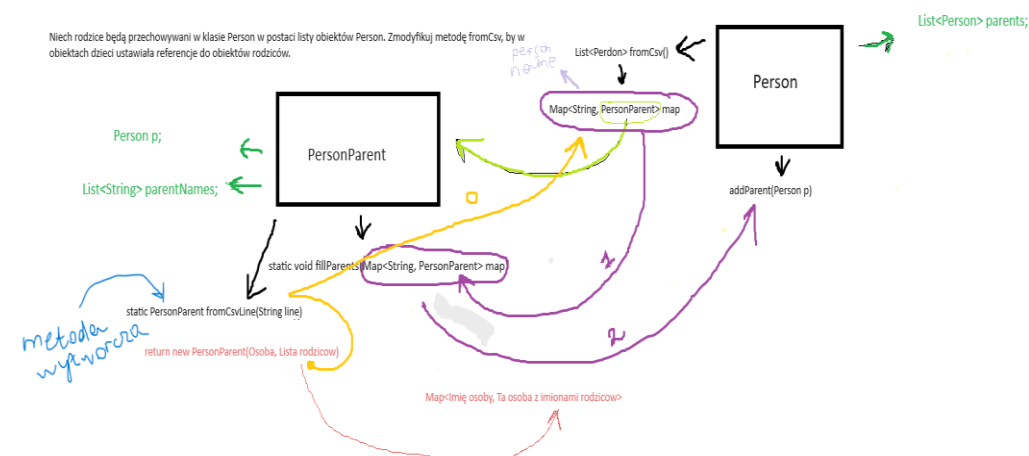 List<Person> parents;
Niech rodzice będą przechowywani w klasie Person w postaci listy obiektów Person. Zmodyfikuj metodę fromCsv, by w
obiektach dzieci ustawiała referencje do obiektów rodziców.
person
name
List<Perdon> fromCsv()
Person
Map<String, PersonParent> map
Person p;
PersonParent
List<String> parentNames;
addParent(Person p)
0
static void fillParents(Map<String, PersonParent> map)
1
static PersonParent fromCsvLine(String line)
metoda
wytworcza
2
return new PersonParent(Osoba, Lista rodzicow)
Map<Imię osoby, Ta osoba z imionami rodzicow>